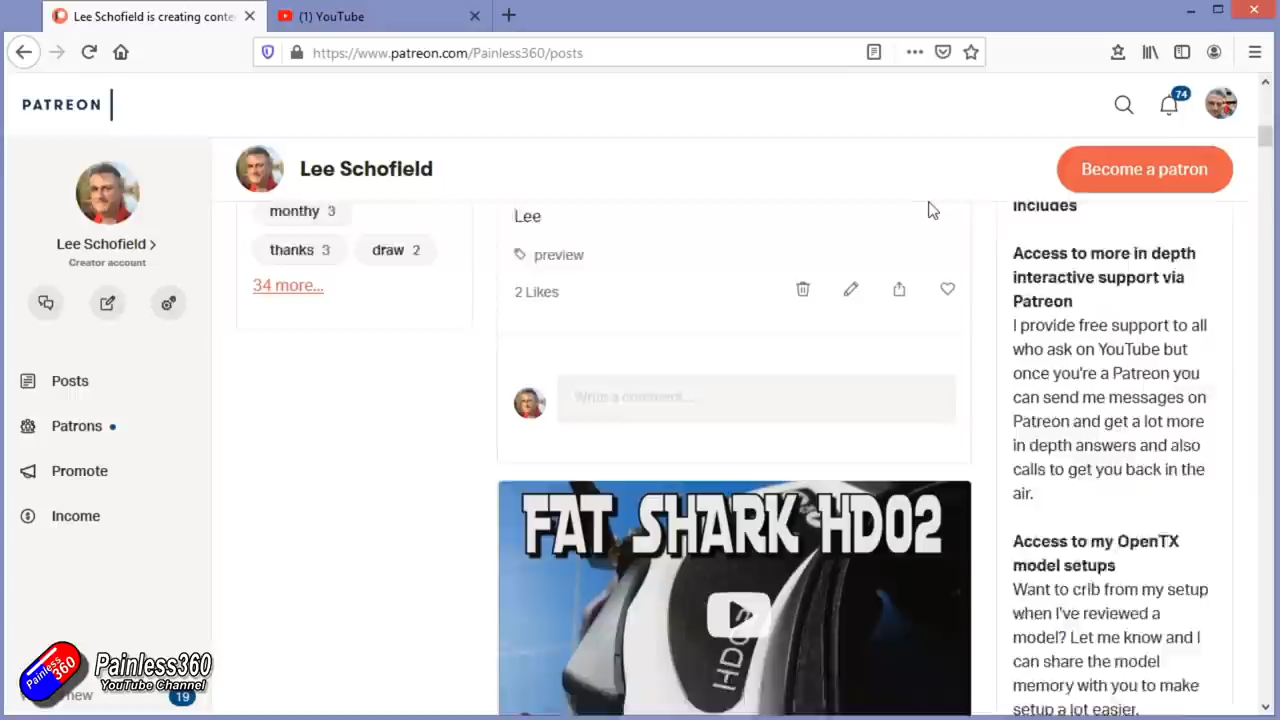 Lee Schofield is creating conte
(1) YouTube
https://www.patreon.com/Painless360/posts
PATREON
74
Lee Schofield
Creator account
Posts
Patrons
Promote
Income
19
Painless360
YouTube Channel
Painless
360
Lee Schofield
Become a patron
monthy 3
thanks 3
draw 2
34 more...
Lee
preview
2 Likes
Write a comment...
FAT SHARK HDO2
includes
Access to more in depth
interactive support via
Patreon
I provide free support to all
who ask on YouTube but
once you're a Patreon you
can send me messages on
Patreon and get a lot more
in depth answers and also
calls to get you back in the
air.
Access to my OpenTX
model setups
Want to crib from my setup
when I've reviewed a
model? Let me know and I
can share the model
memory with you to make
setup a lot easier.